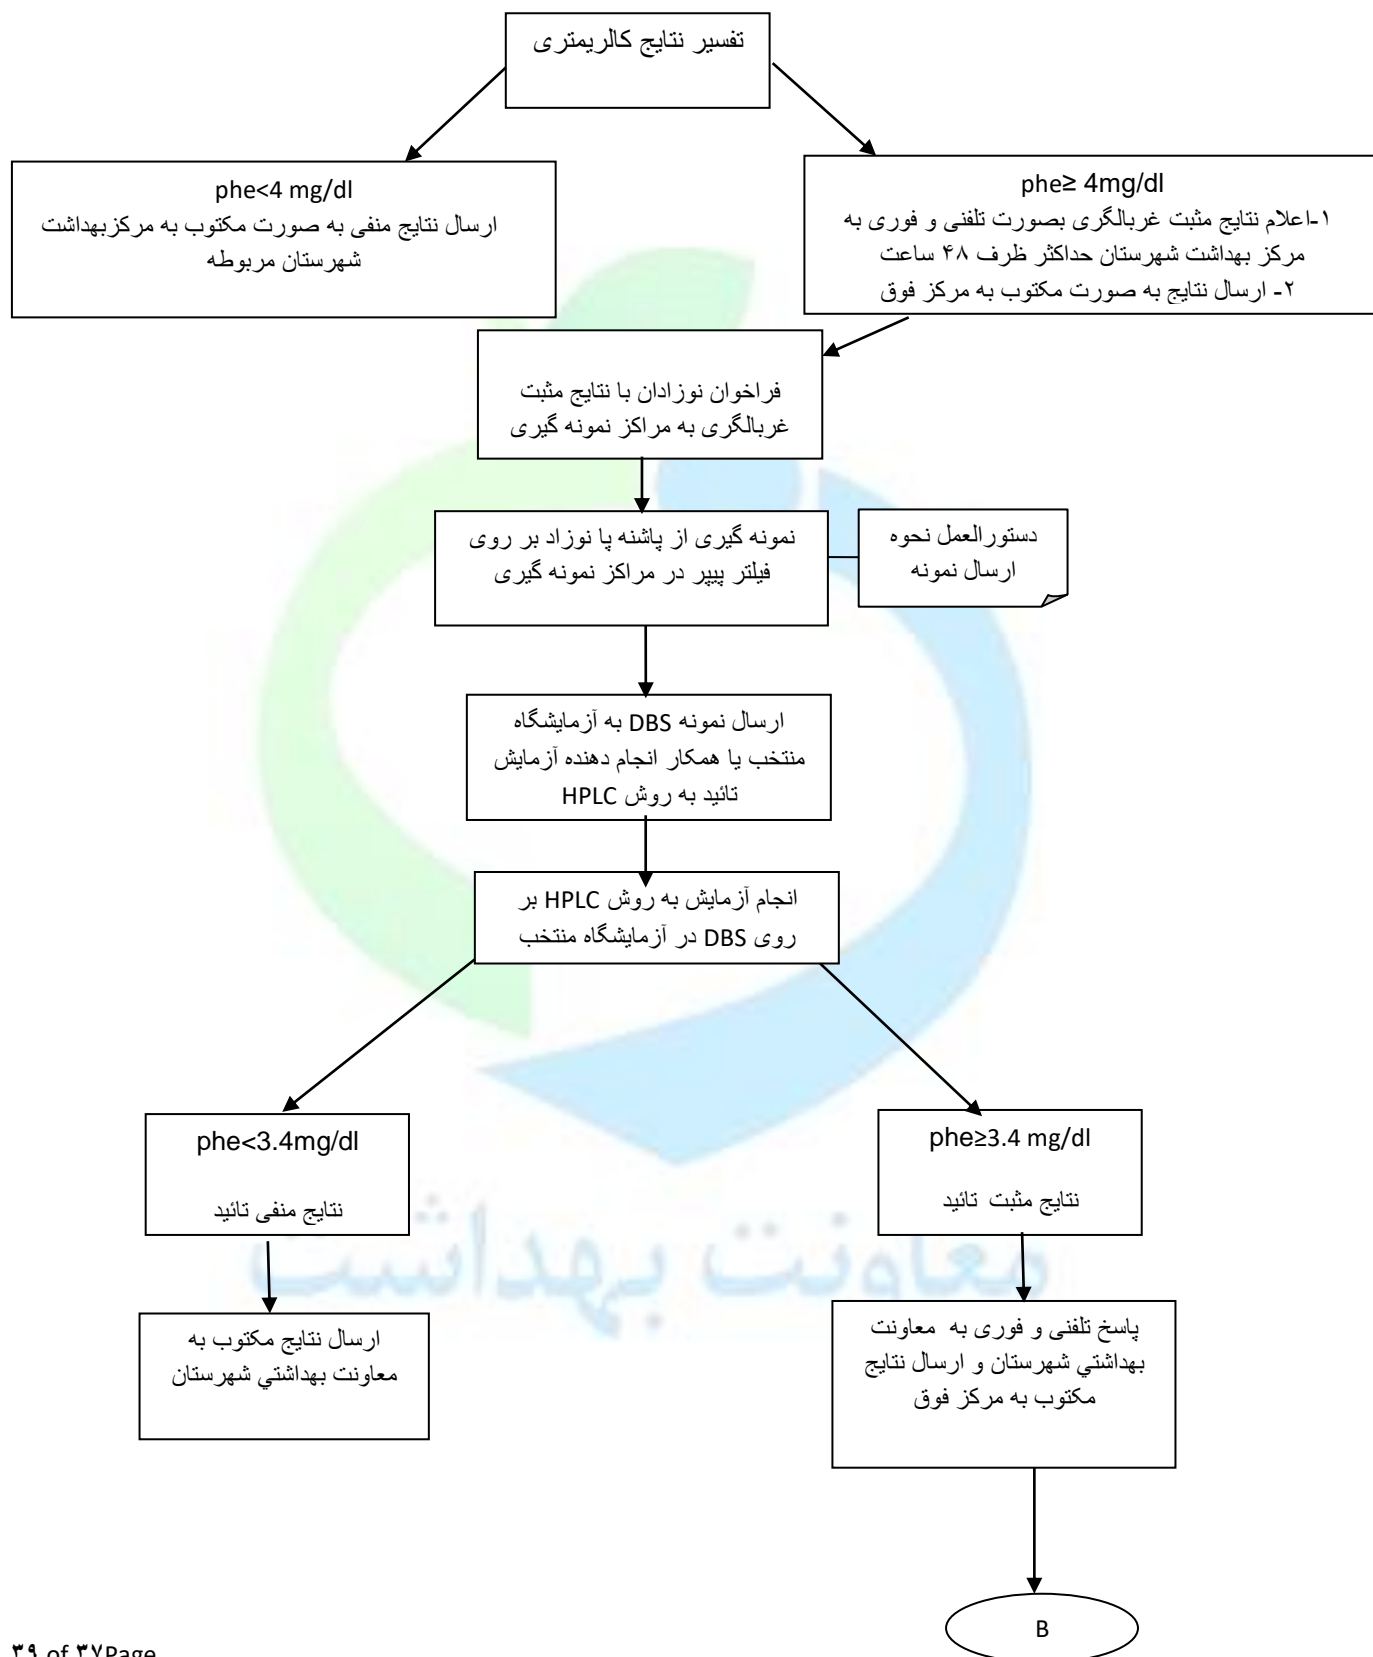 تفسیر نتایج کالریمتری
phe≥ 4mg/dl
۱-اعلام نتایج مثبت غربالگری بصورت تلفنی و فوری به
مرکز بهداشت شهرستان حداکثر ظرف ۴۸ ساعت
۲- ارسال نتایج به صورت مکتوب به مرکز فوق
phe<4 mg/dl
ارسال نتایج منفی به صورت مکتوب به مرکزبهداشت
شهرستان مربوطه
فراخوان نوزادان با نتایج مثبت
غربالگری به مراکز نمونه گیری
نمونه گیری از پاشنه پا نوزاد بر روی
فیلتر پیپر در مراکز نمونه گیری
دستورالعمل نحوه
ارسال نمونه
ارسال نمونه DBS به آزمایشگاه
منتخب یا همکار انجام دهنده آزمایش
تائید به روش HPLC
انجام آزمایش به روش HPLC بر
روی DBS در آزمایشگاه منتخب
phe≥3.4 mg/dl
نتایج مثبت تائید
phe<3.4mg/dl
نتایج منفی تائید
معاونت بهداشت
پاسخ تلفنی و فوری به معاونت
بهداشتي شهرستان و ارسال نتایج
مکتوب به مرکز فوق
ارسال نتایج مکتوب به
معاونت بهداشتي شهرستان
B
۳۹ of ۳۷Page